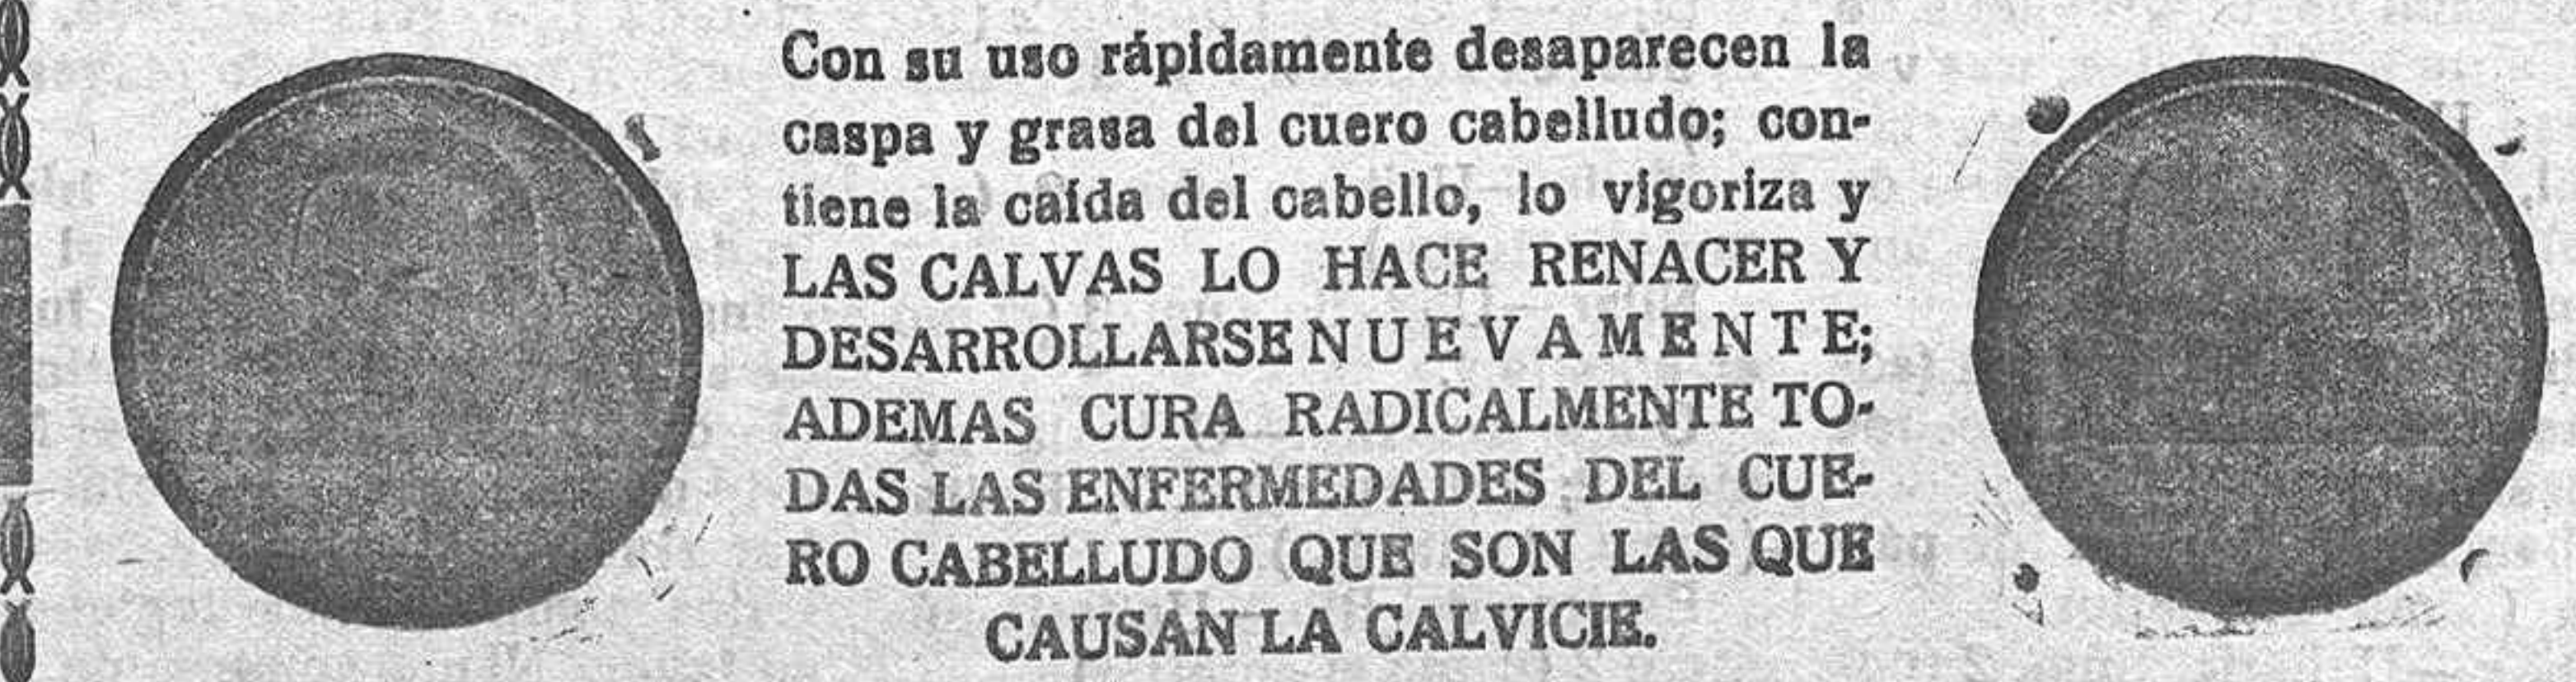 Con su uso rápidamente desaparecen la
caspa y grasa del cuero cabelludo; con-
tiene la caída del cabello, lo vigoriza y
LAS CALVAS LO HACE RENACER Y
DESARROLLARSE NUEVAMENTE;
ADEMAS CURA RADICALMENTE TO-
DAS LAS ENFERMEDADES DEL CUE-
RO CABELLUDO QUE SON LAS QUE
CAUSAN LA CALVICIE.